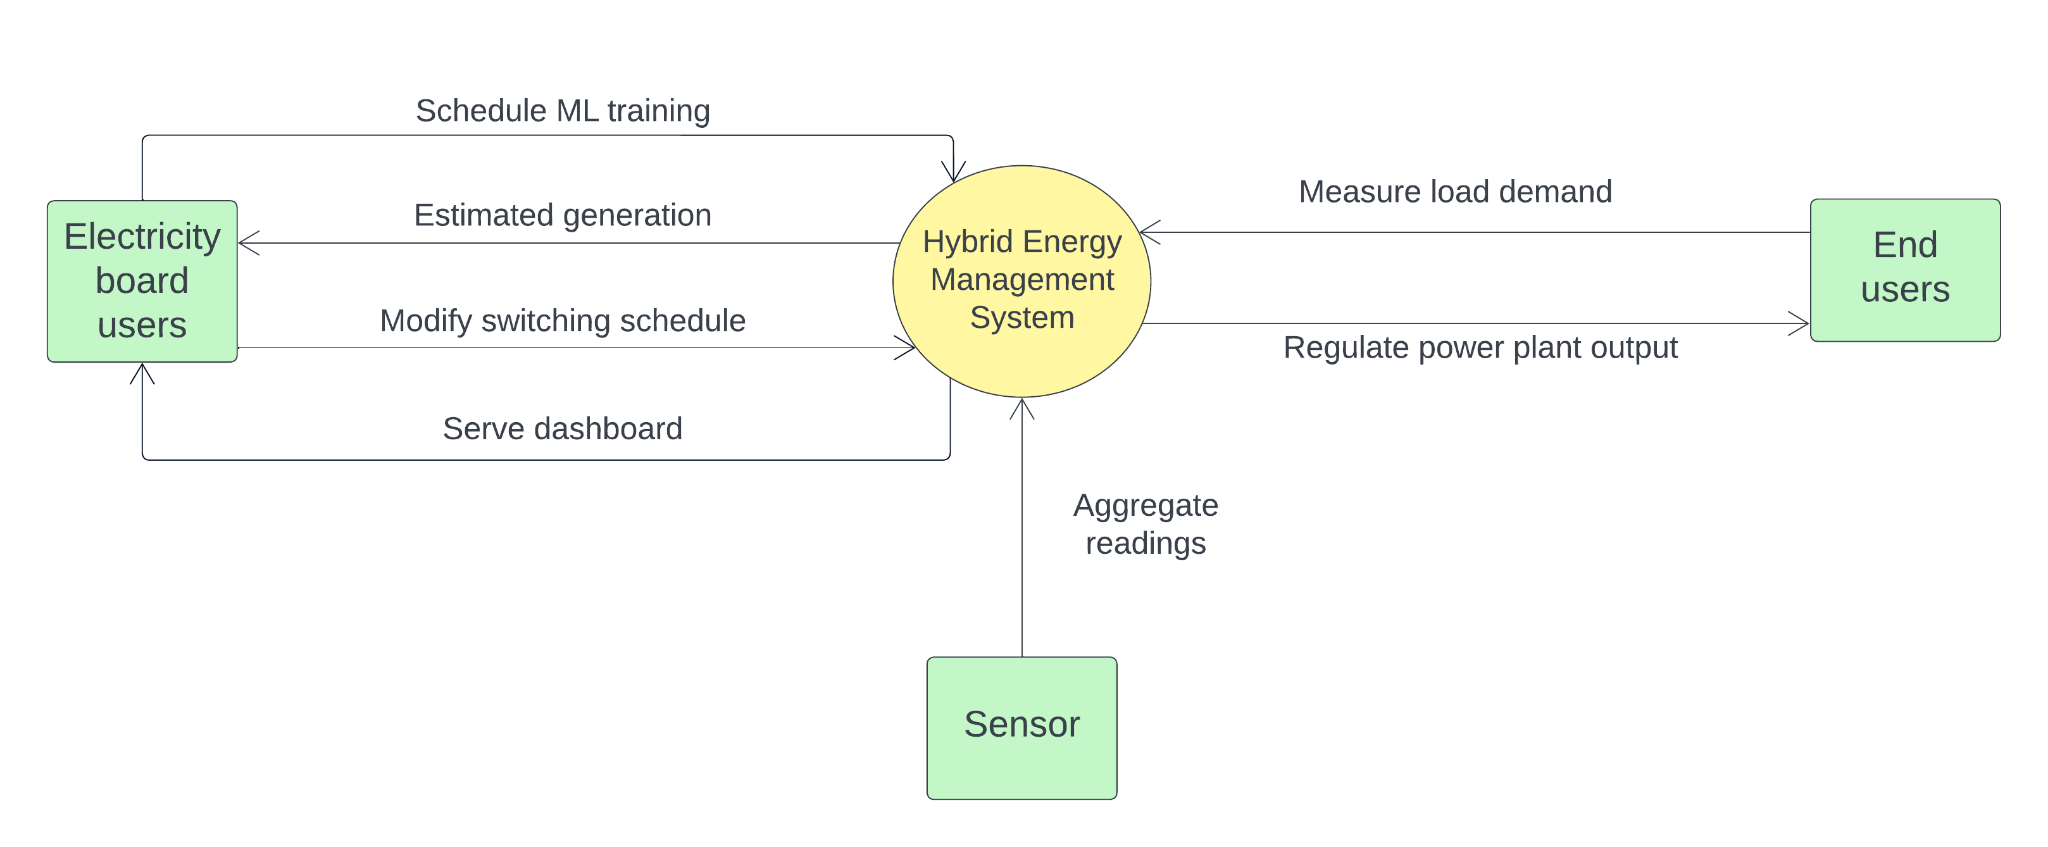 Schedule ML training
Estimated generation
Electricity
board
users
Modify switching schedule
Serve dashboard
Hybrid Energy
Management
System
Measure load demand
End
users
Regulate power plant output
Aggregate
readings
Sensor